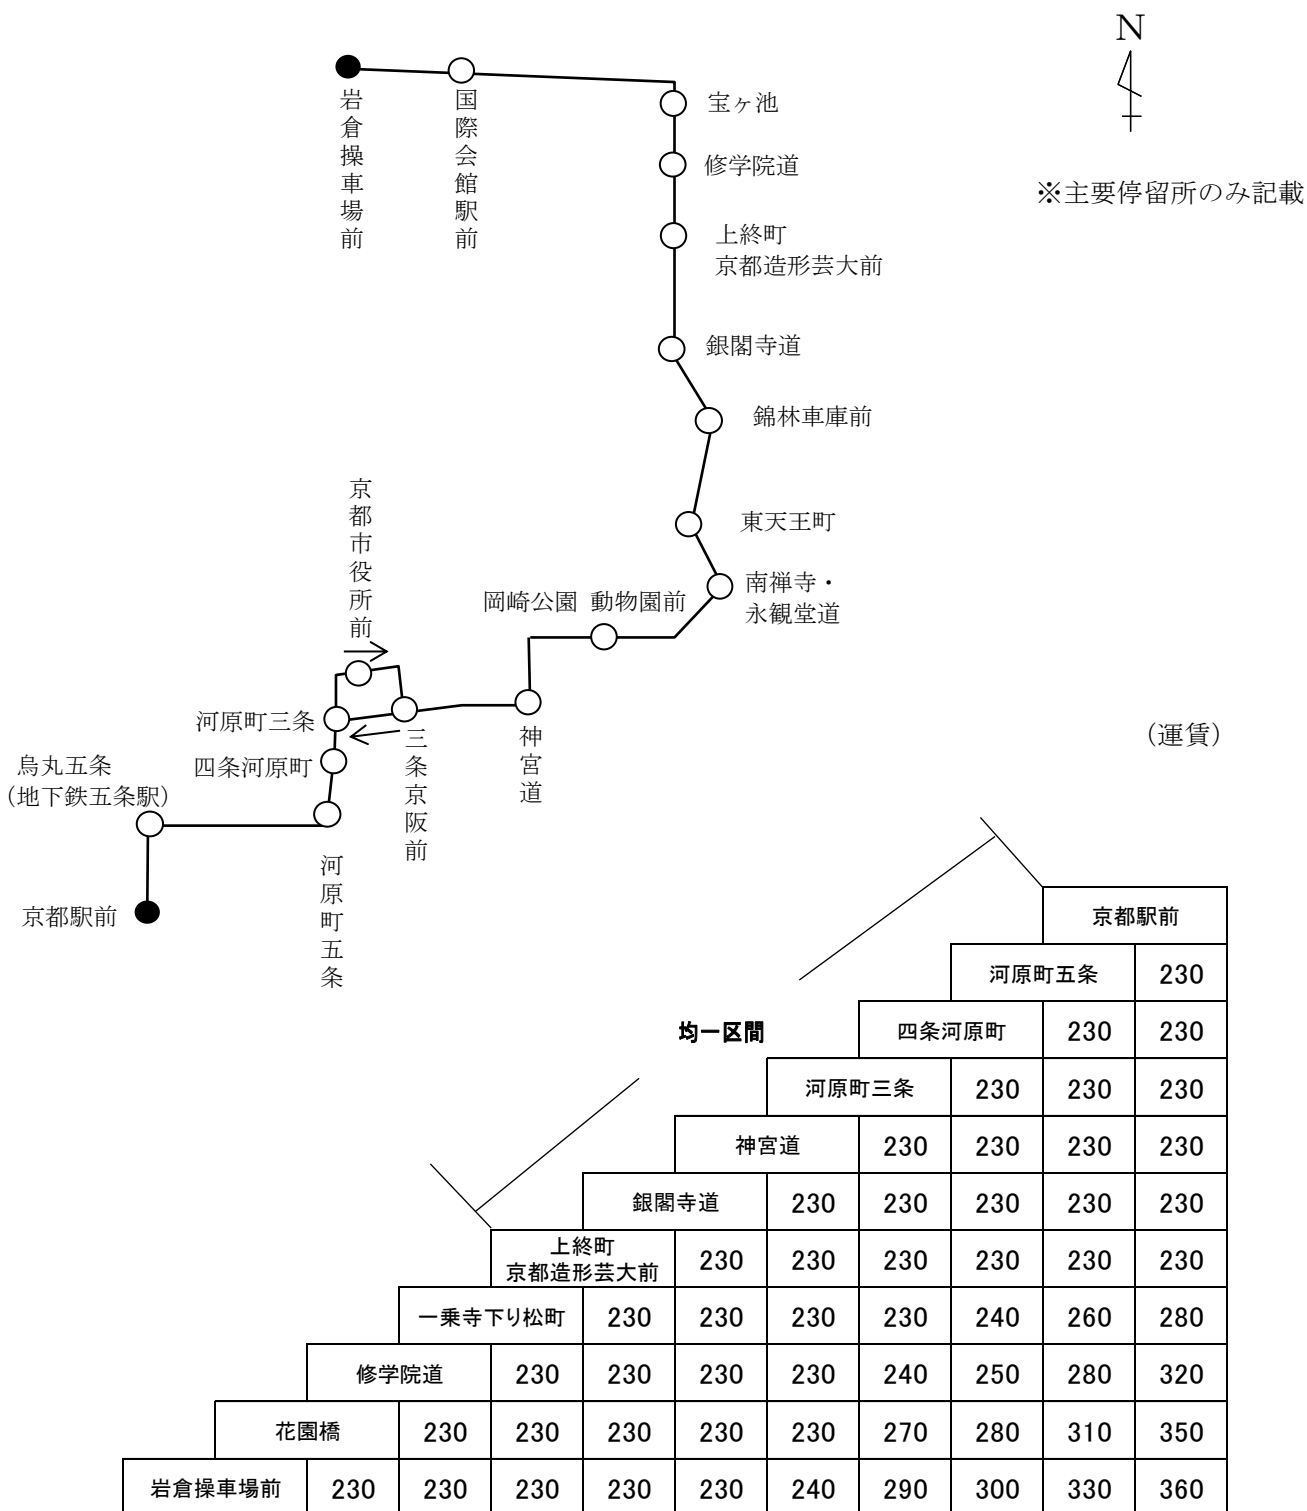 N
※主要停留所のみ記載
岩倉操車場前
国際会館駅前
宝ヶ池
修学院道
上終町
京都造形芸大前
銀閣寺道
錦林車庫前
東天王町
南禅寺・
永観堂道
岡崎公園 動物園前
京都市役所前
神宮道
三条京阪前
河原町三条
四条河原町
河原町五条
烏丸五条
(地下鉄五条駅)
京都駅前
(運賃)
均一区間
京都駅前
河原町五条 230
四条河原町 230 230
河原町三条 230 230 230
神宮道 230 230 230 230
銀閣寺道 230 230 230 230 230
上終町
京都造形芸大前 230 230 230 230 230 230
一乗寺下り松町 230 230 230 230 240 260 280
修学院道 230 230 230 230 240 250 280 320
花園橋 230 230 230 230 230 270 280 310 350
岩倉操車場前 230 230 230 230 230 240 290 300 330 360